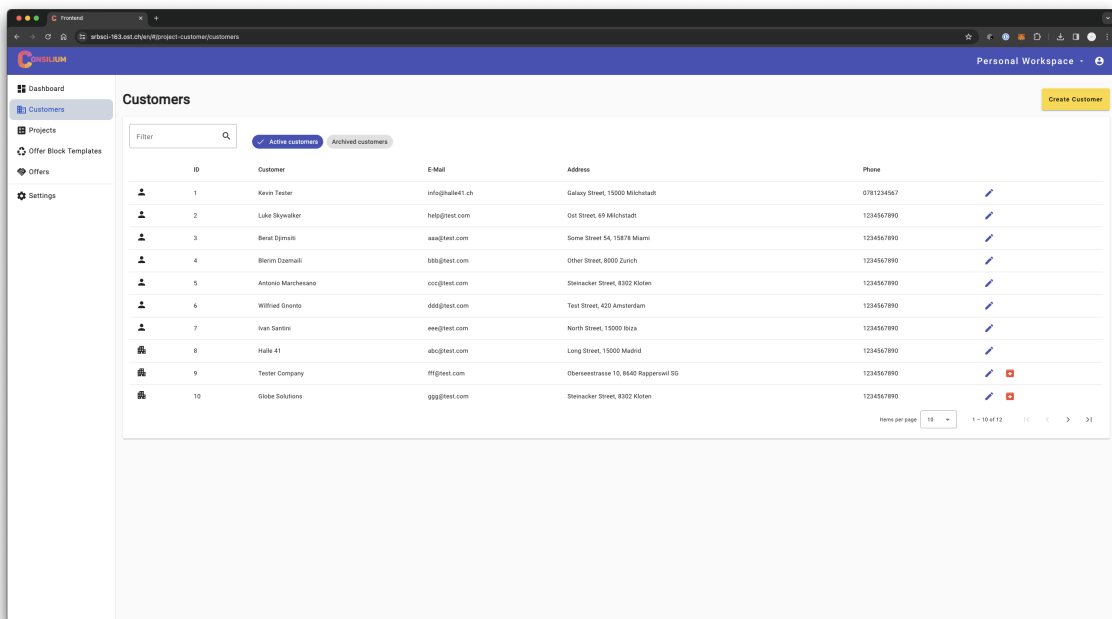 Frontend
srbsci-163.ost.ch/en/#/project-customer/customers
CONSILIUM
Personal Workspace
Dashboard
Customers
Projects
Offer Block Templates
Offers
Settings
Customers
Create Customer
Filter
Active customers
Archived customers
ID Customer E-Mail Address Phone
1 Kevin Tester info@halle41.ch Galaxy Street, 15000 Milchstadt 0781234567
2 Luke Skywalker help@test.com Ost Street, 69 Milchstadt 1234567890
3 Berat Djimsiti aaa@test.com Some Street 54, 15878 Miami 1234567890
4 Blerim Dzemaili bbb@test.com Other Street, 8000 Zurich 1234567890
5 Antonio Marchesano ccc@test.com Steinacker Street, 8302 Kloten 1234567890
6 Wilfried Gnonto ddd@test.com Test Street, 420 Amsterdam 1234567890
7 Ivan Santini eee@test.com North Street, 15000 Ibiza 1234567890
8 Halle 41 abc@test.com Long Street, 15000 Madrid 1234567890
9 Tester Company fff@test.com Oberseestrasse 10, 8640 Rapperswil SG 1234567890
10 Globe Solutions ggg@test.com Steinacker Street, 8302 Kloten 1234567890
Items per page 10 1 – 10 of 12